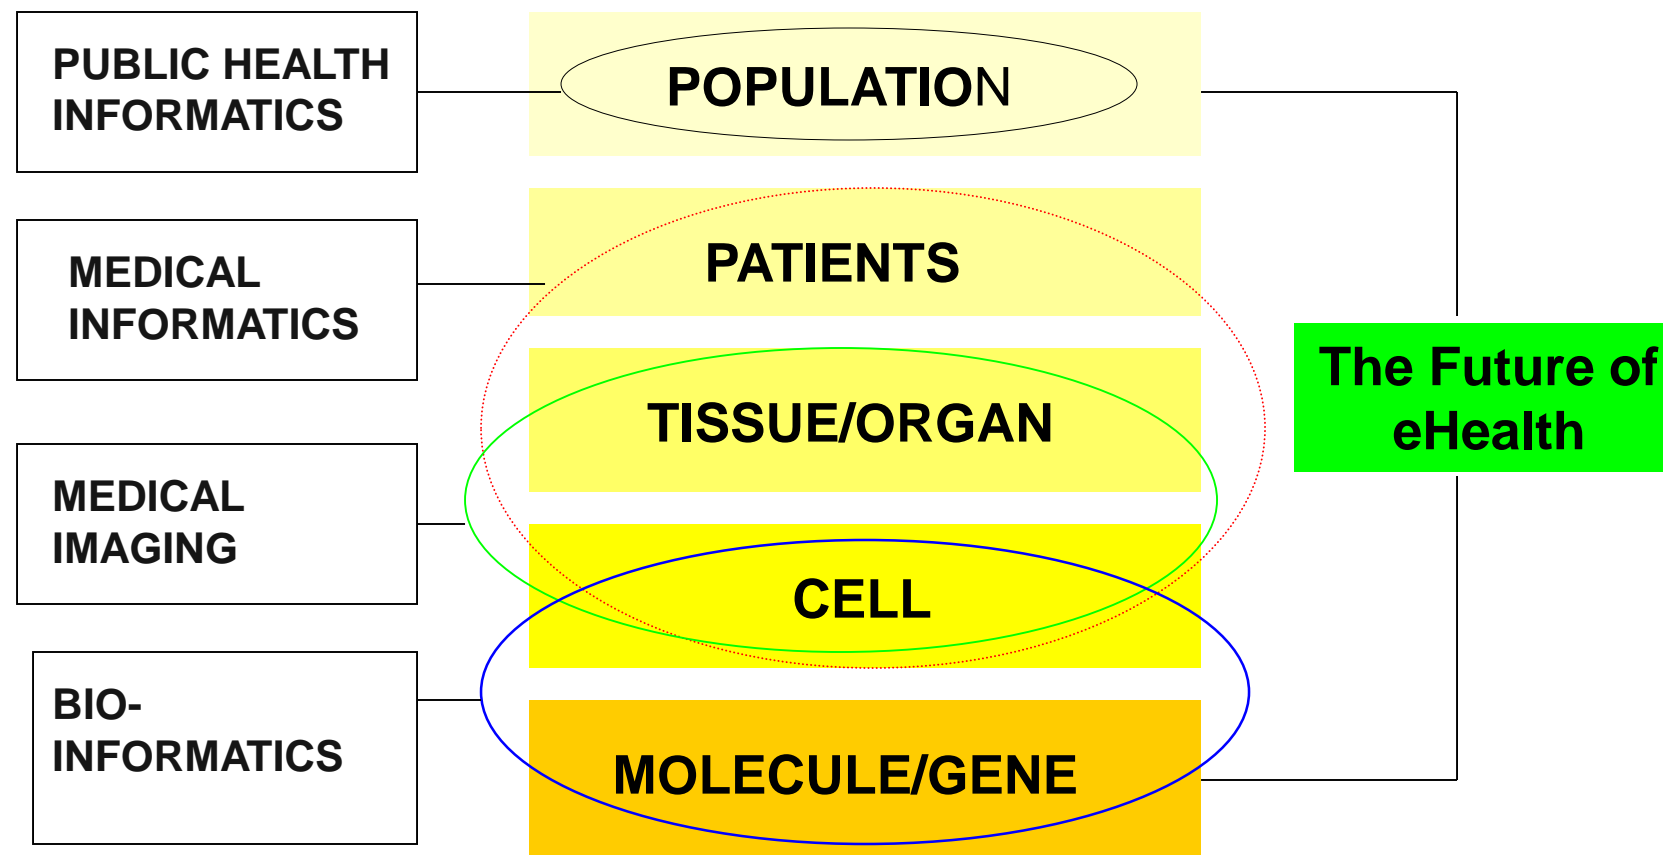 PUBLIC HEALTH
INFORMATICS
POPULATION
MEDICAL
INFORMATICS
PATIENTS
The Future of
eHealth
TISSUE/ORGAN
MEDICAL
IMAGING
CELL
BIO-
INFORMATICS
MOLECULE/GENE